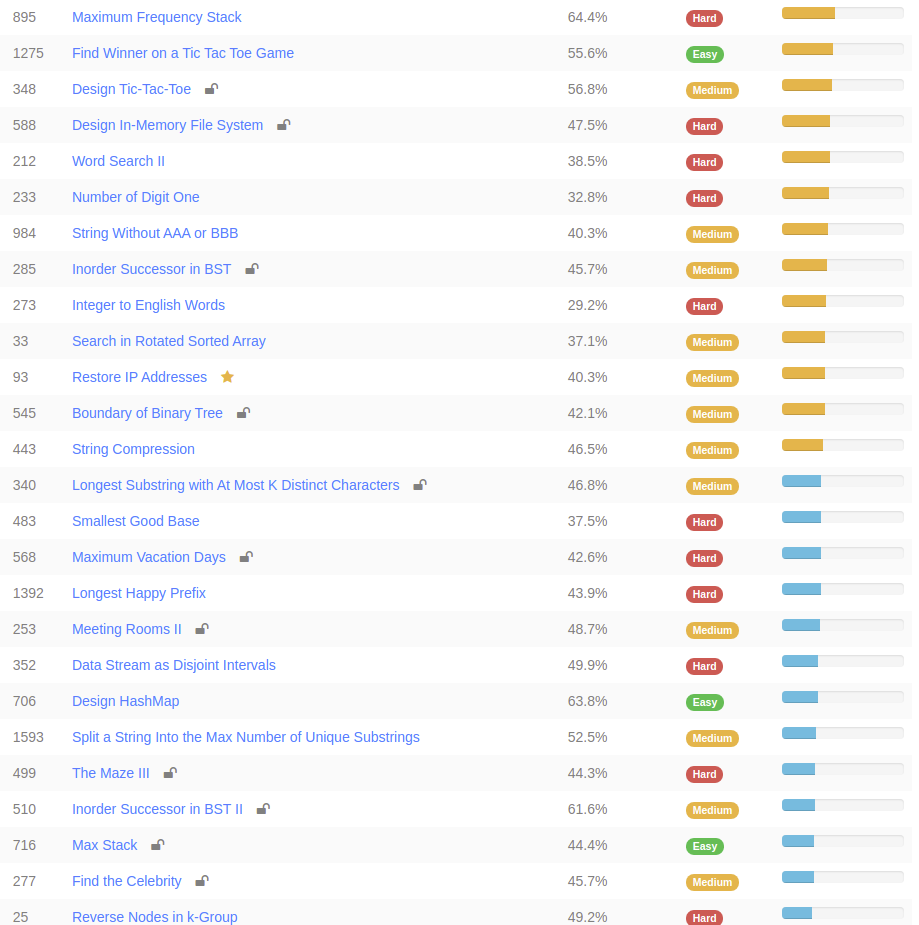 895 Maximum Frequency Stack 64.4% Hard
1275 Find Winner on a Tic Tac Toe Game 55.6% Easy
348 Design Tic-Tac-Toe 56.8% Medium
588 Design In-Memory File System 47.5% Hard
212 Word Search II 38.5% Hard
233 Number of Digit One 32.8% Hard
984 String Without AAA or BBB 40.3% Medium
285 Inorder Successor in BST 45.7% Medium
273 Integer to English Words 29.2% Hard
33 Search in Rotated Sorted Array 37.1% Medium
93 Restore IP Addresses 40.3% Medium
545 Boundary of Binary Tree 42.1% Medium
443 String Compression 46.5% Medium
340 Longest Substring with At Most K Distinct Characters 46.8% Medium
483 Smallest Good Base 37.5% Hard
568 Maximum Vacation Days 42.6% Hard
1392 Longest Happy Prefix 43.9% Hard
253 Meeting Rooms II 48.7% Medium
352 Data Stream as Disjoint Intervals 49.9% Hard
706 Design HashMap 63.8% Easy
1593 Split a String Into the Max Number of Unique Substrings 52.5% Medium
499 The Maze III 44.3% Hard
510 Inorder Successor in BST II 61.6% Medium
716 Max Stack 44.4% Easy
277 Find the Celebrity 45.7% Medium
25 Reverse Nodes in k-Group 49.2% Hard